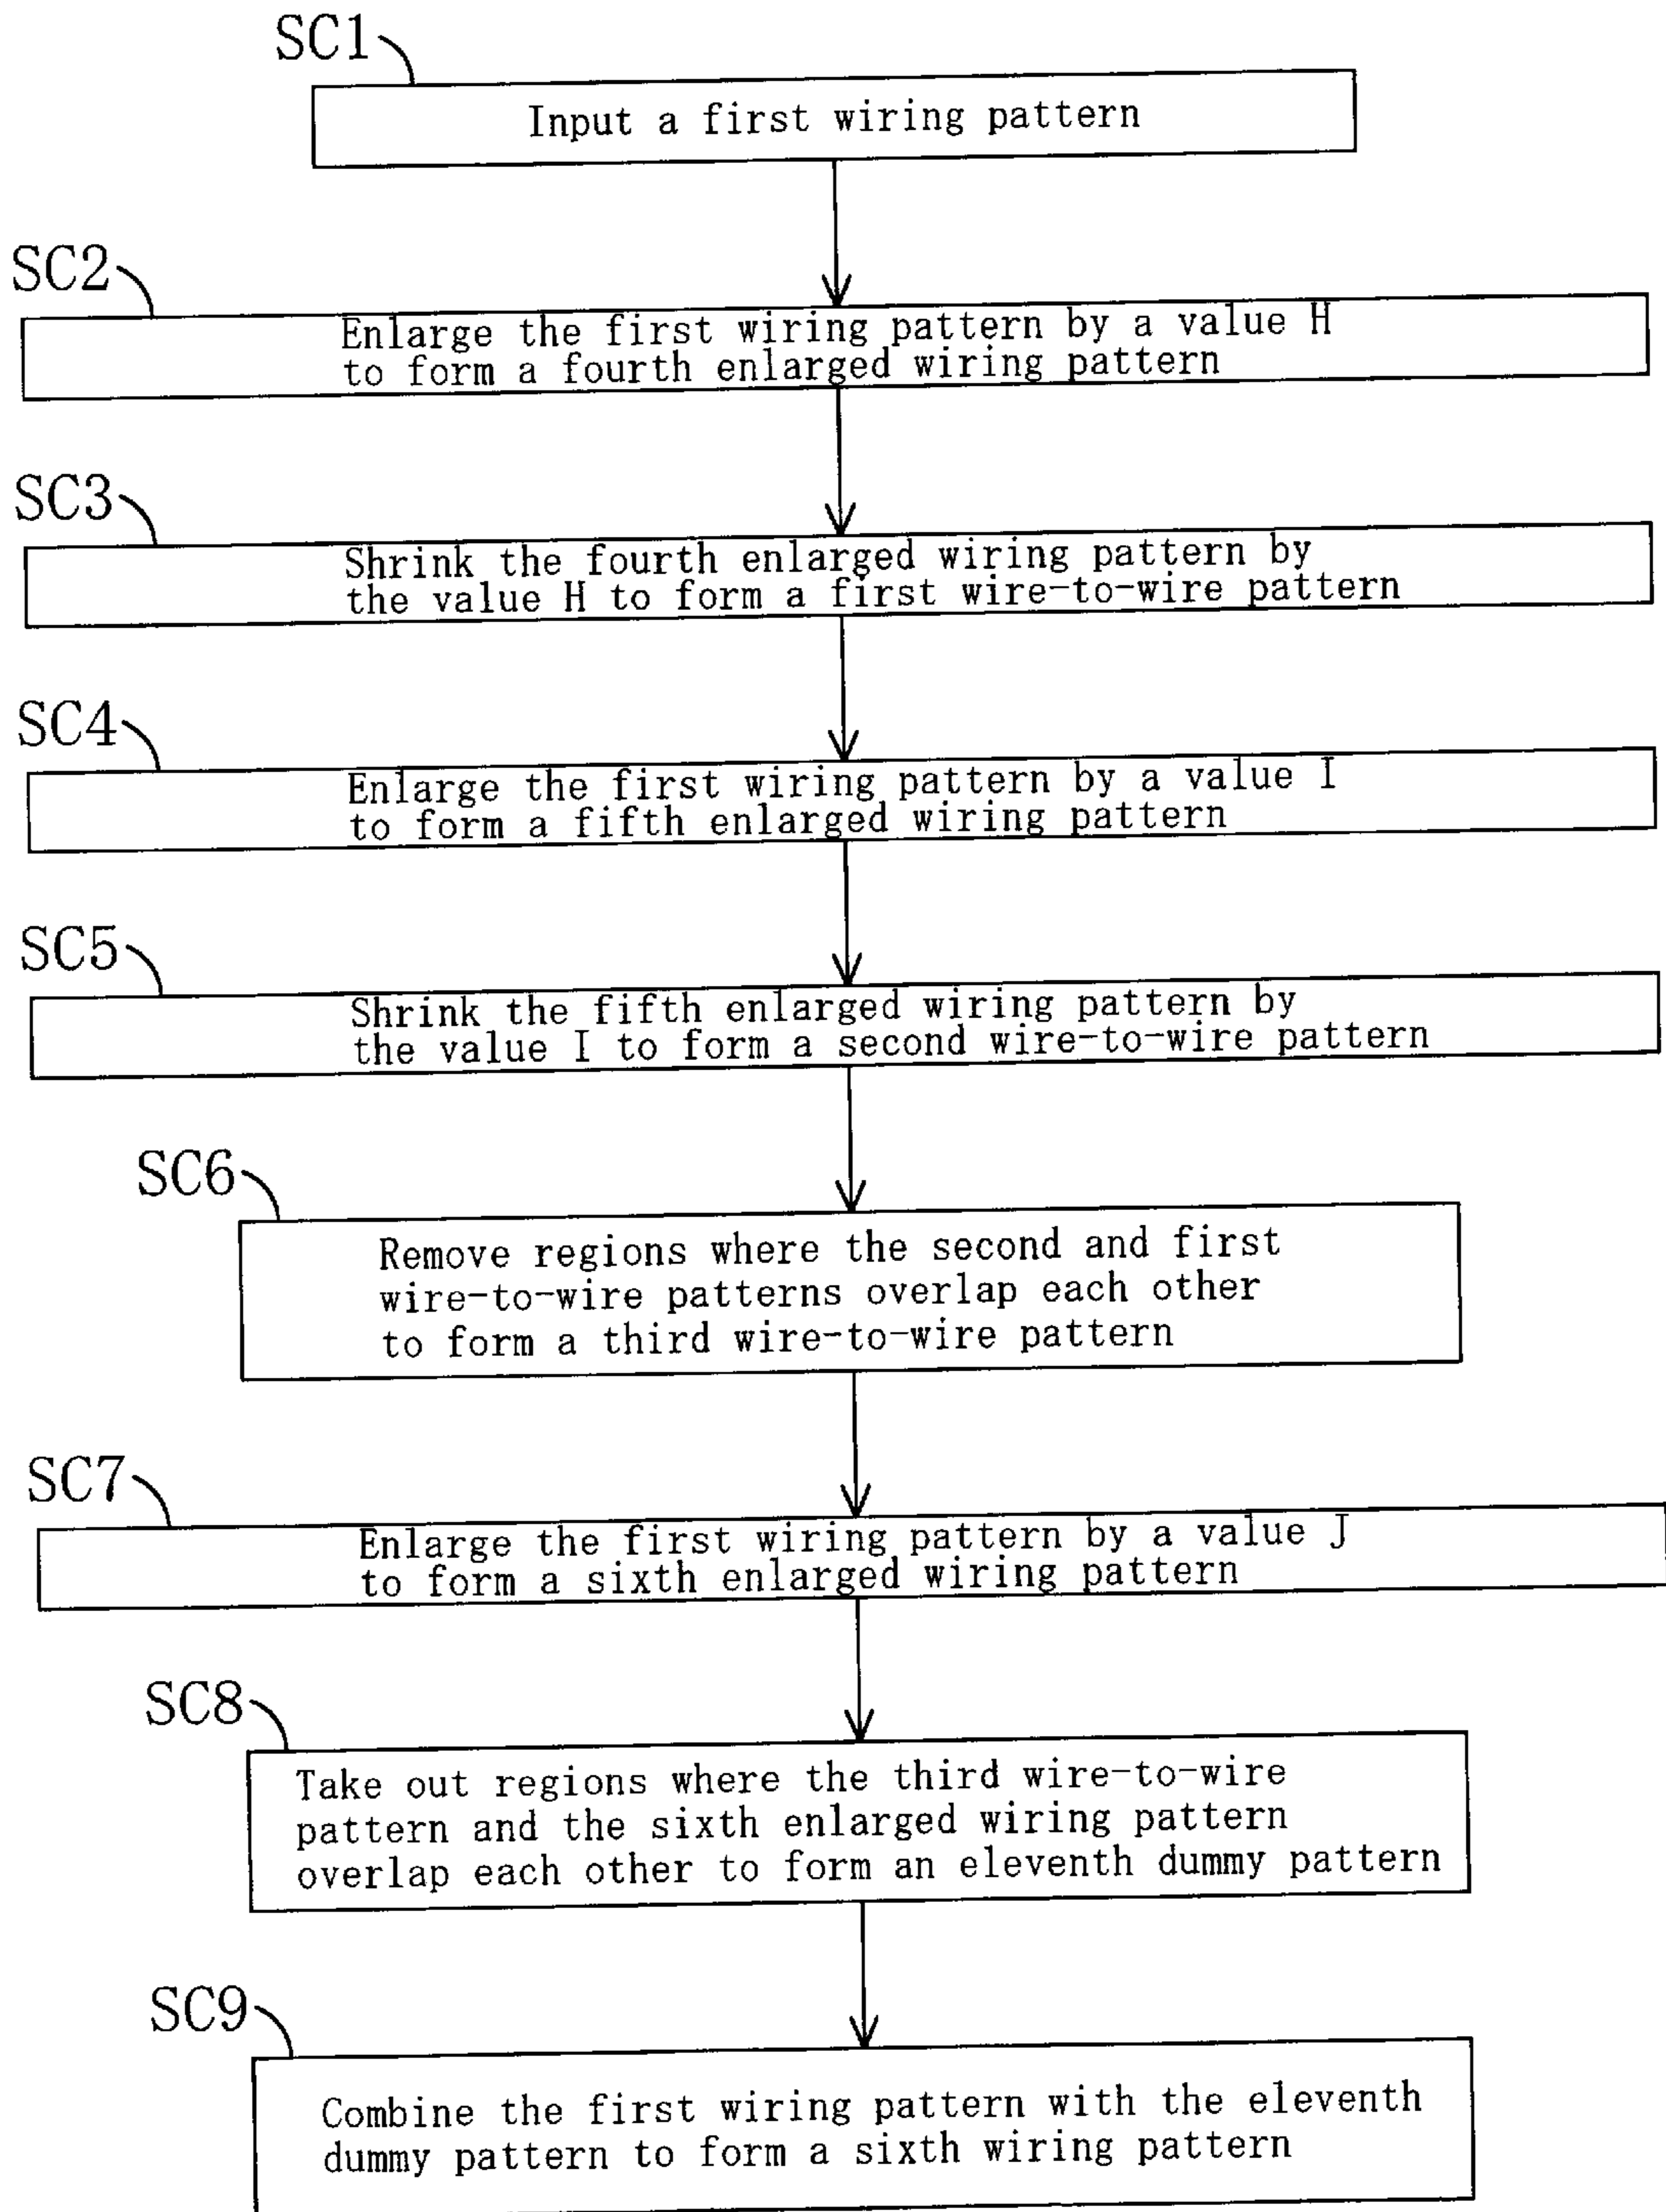 SC1
Input a first wiring pattern
SC2
Enlarge the first wiring pattern by a value H
to form a fourth enlarged wiring pattern
SC3
Shrink the fourth enlarged wiring pattern by
the value H to form a first wire-to-wire pattern
SC4
Enlarge the first wiring pattern by a value I
to form a fifth enlarged wiring pattern
SC5
Shrink the fifth enlarged wiring pattern by
the value I to form a second wire-to-wire pattern
SC6
Remove regions where the second and first
wire-to-wire patterns overlap each other
to form a third wire-to-wire pattern
SC7
Enlarge the first wiring pattern by a value J
to form a sixth enlarged wiring pattern
SC8
Take out regions where the third wire-to-wire
pattern and the sixth enlarged wiring pattern
overlap each other to form an eleventh dummy pattern
SC9
Combine the first wiring pattern with the eleventh
dummy pattern to form a sixth wiring pattern